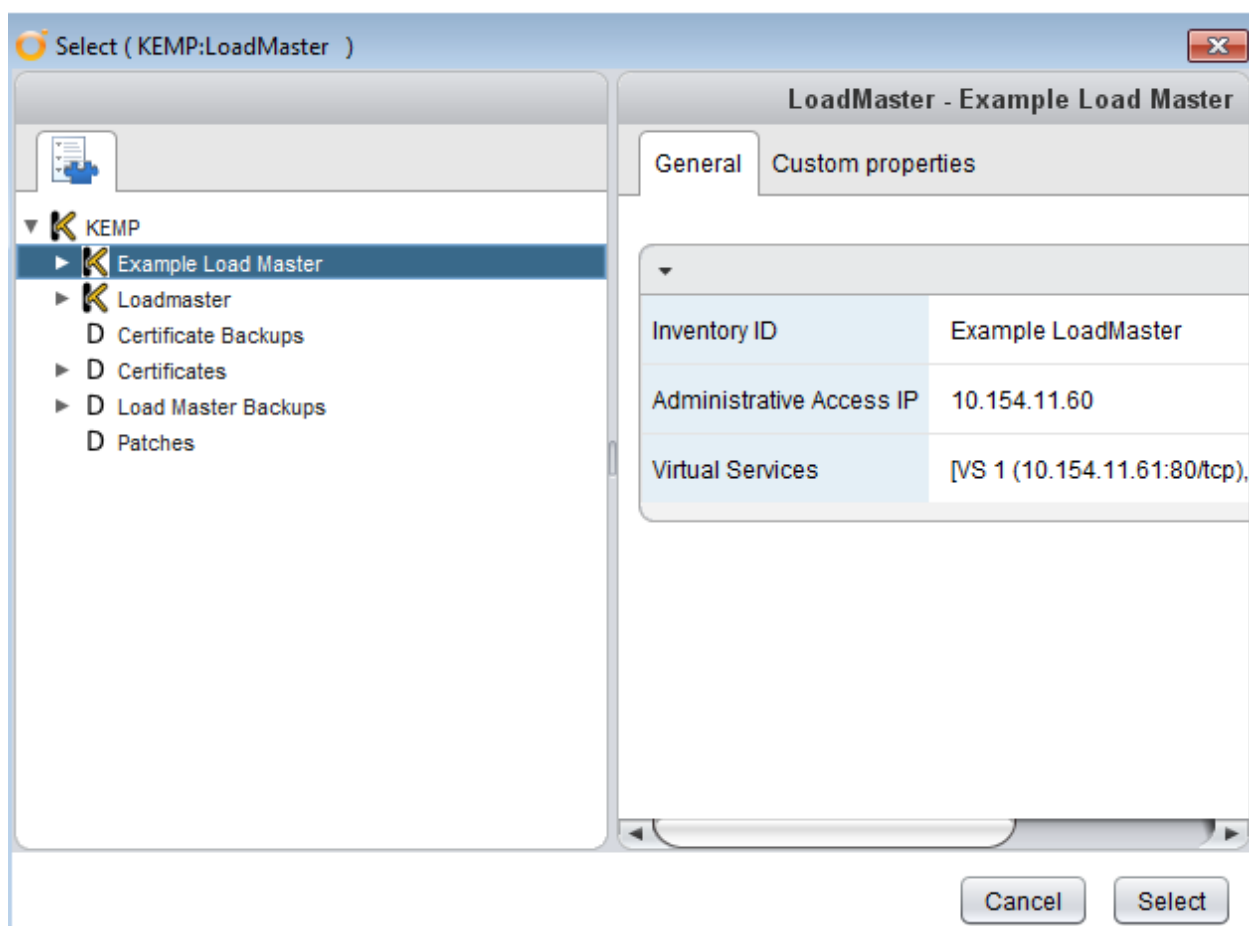 Select ( KEMP:LoadMaster )
LoadMaster - Example Load Master
General Custom properties
KEMP
Example Load Master
Loadmaster
D Certificate Backups
D Certificates
D Load Master Backups
D Patches
Inventory ID Example LoadMaster
Administrative Access IP 10.154.11.60
Virtual Services [VS 1 (10.154.11.61:80/tcp),
Cancel Select